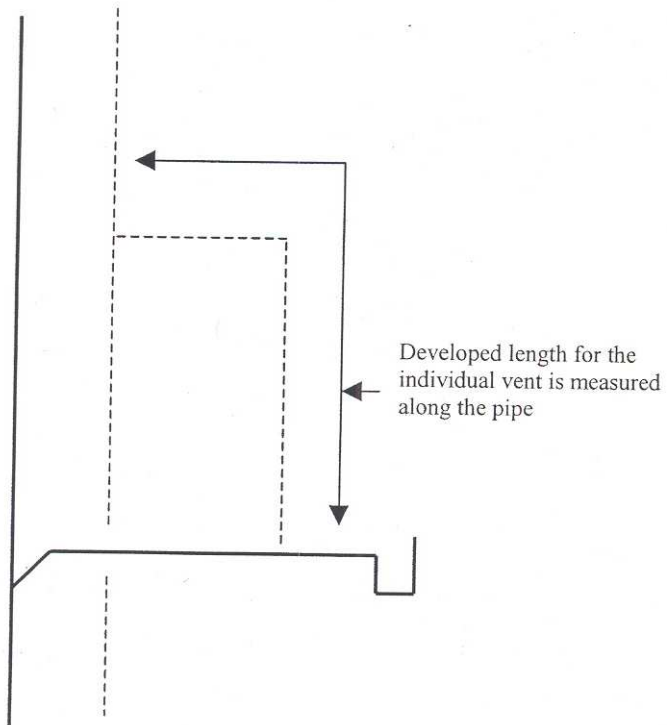 Developed length for the
individual vent is measured
along the pipe